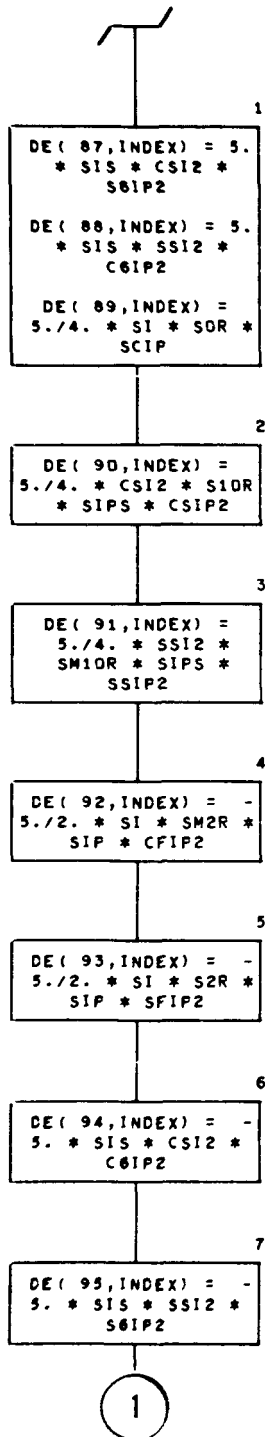 1
DE( 87,INDEX) = 5.
* SIS * CSI2 *
S6IP2
DE( 88,INDEX) = 5.
* SIS * SSI2 *
C6IP2
DE( 89,INDEX) =
5./4. * SI * SOR *
SCIP
2
DE( 90,INDEX) =
5./4. * CSI2 * S1OR
* SIPS * CSIP2
3
DE( 91,INDEX) =
5./4. * SSI2 *
SM1OR * SIPS *
SSIP2
4
DE( 92,INDEX) = -
5./2. * SI * SM2R *
SIP * CFIP2
5
DE( 93,INDEX) = -
5./2. * SI * S2R *
SIP * SFIP2
6
DE( 94,INDEX) = -
5. * SIS * CSI2 *
C6IP2
7
DE( 95,INDEX) = -
5. * SIS * SSI2 *
S6IP2
1